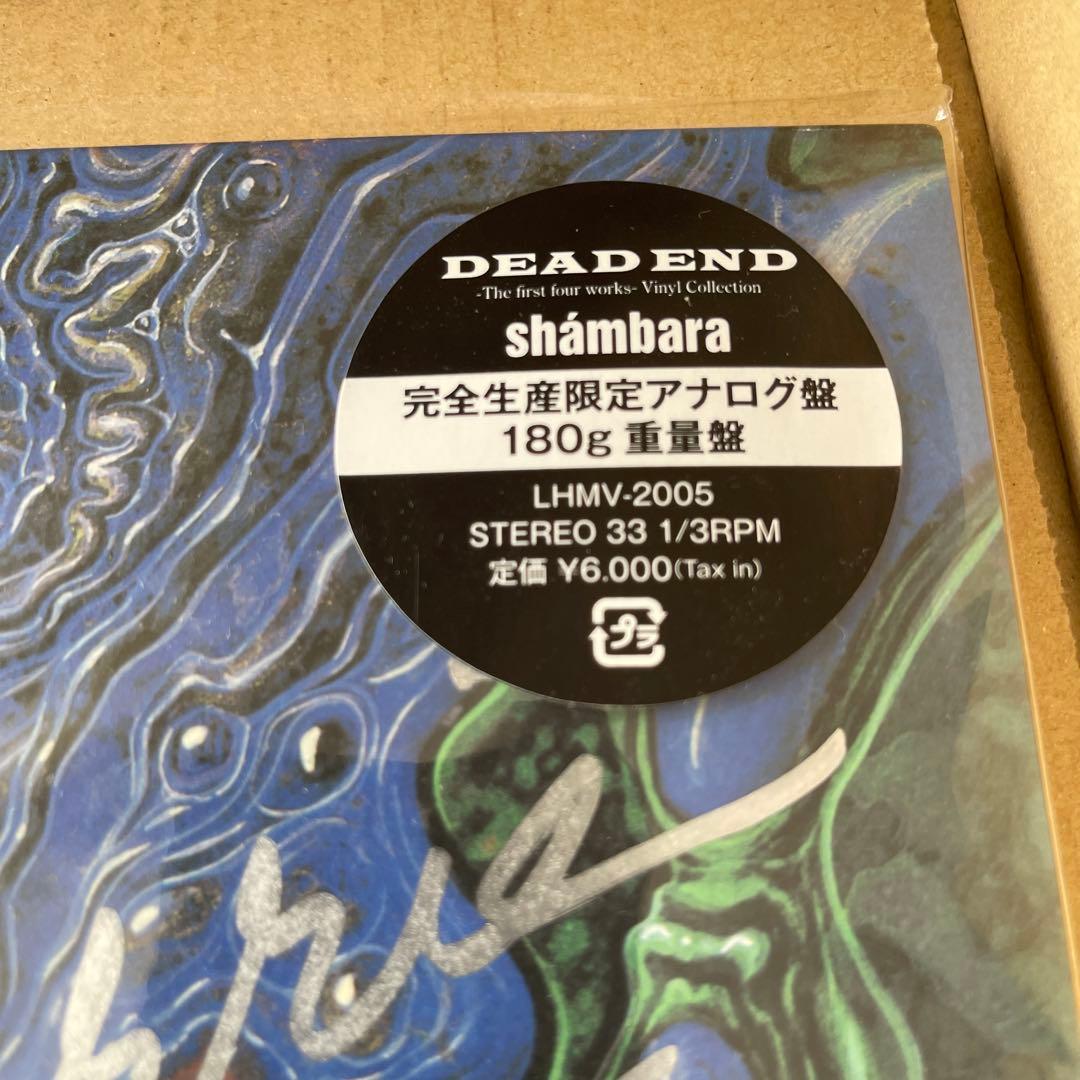 DEAD END
-The first four works- Vinyl Collection
shámbara
完全生産限定アナログ盤
180g 重量盤
LHMV-2005
STEREO 33 1/3RPM
定価 ¥6.000(Tax in)
プラ